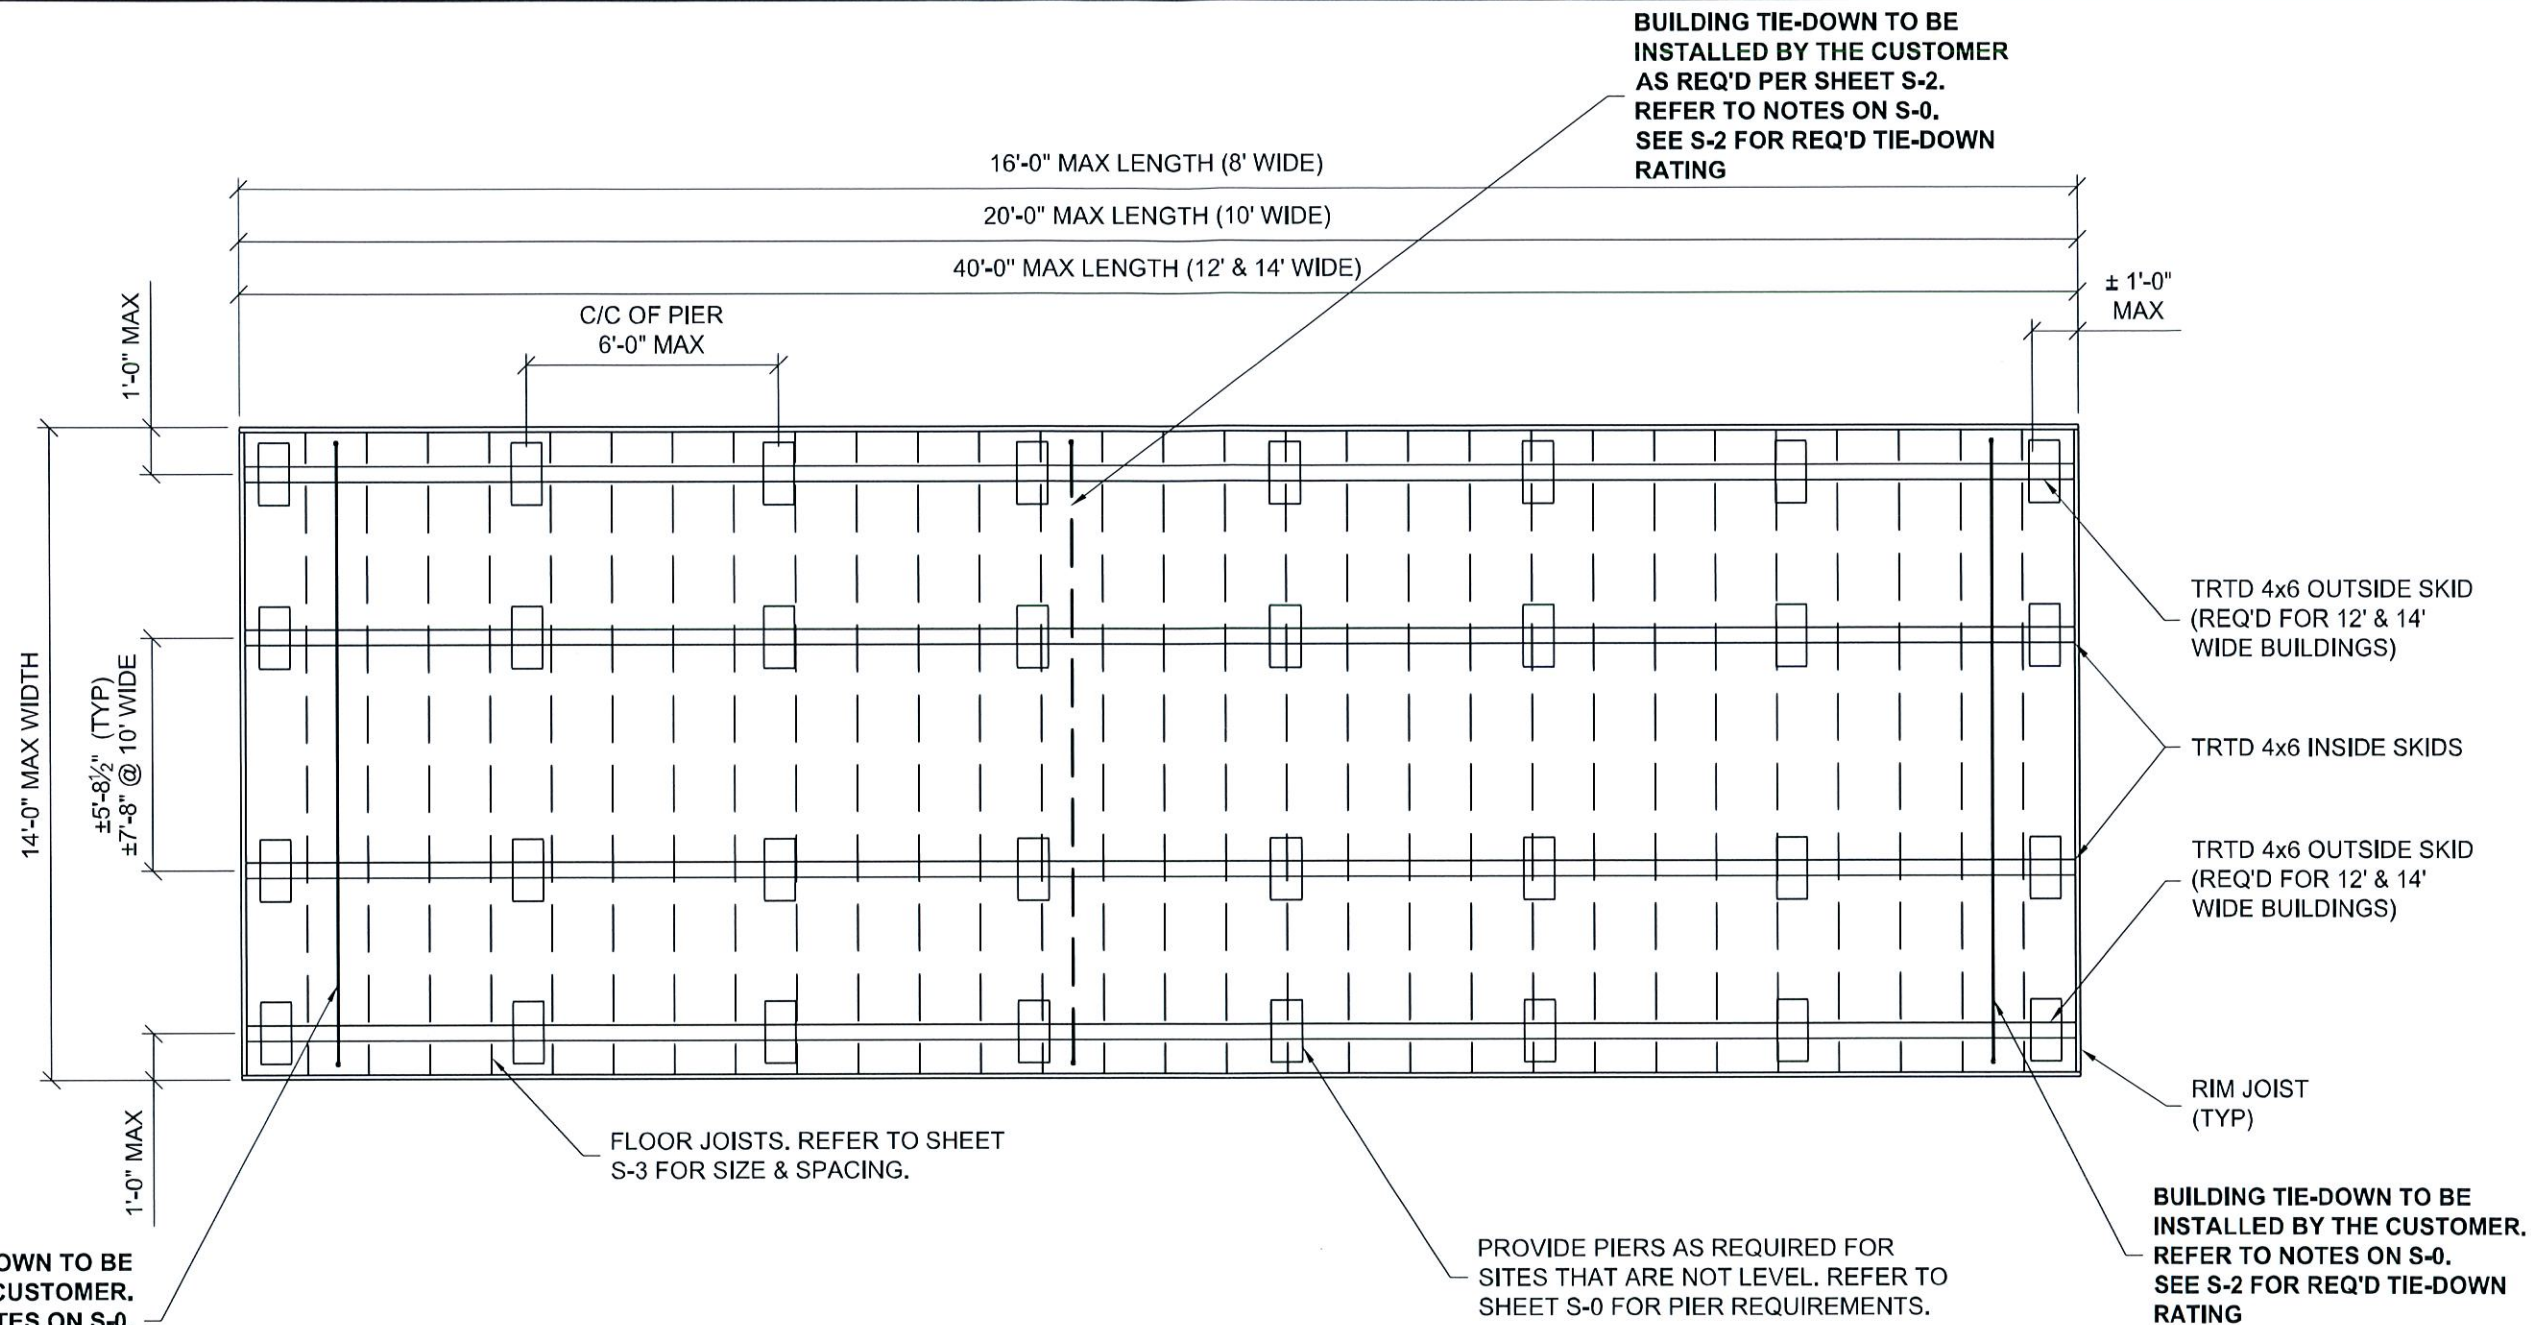 BUILDING TIE-DOWN TO BE
INSTALLED BY THE CUSTOMER
AS REQ'D PER SHEET S-2.
REFER TO NOTES ON S-0.
SEE S-2 FOR REQ'D TIE-DOWN
RATING
16'-0" MAX LENGTH (8' WIDE)
20'-0" MAX LENGTH (10' WIDE)
40'-0" MAX LENGTH (12' & 14' WIDE)
± 1'-0"
MAX
C/C OF PIER
6'-0" MAX
1'-0" MAX
14'-0" MAX WIDTH
±5'-8½" (TYP)
±7'-8" @ 10' WIDE
1'-0" MAX
TRTD 4x6 OUTSIDE SKID
(REQ'D FOR 12' & 14'
WIDE BUILDINGS)
TRTD 4x6 INSIDE SKIDS
TRTD 4x6 OUTSIDE SKID
(REQ'D FOR 12' & 14'
WIDE BUILDINGS)
RIM JOIST
(TYP)
FLOOR JOISTS. REFER TO SHEET
S-3 FOR SIZE & SPACING.
PROVIDE PIERS AS REQUIRED FOR
SITES THAT ARE NOT LEVEL. REFER TO
SHEET S-0 FOR PIER REQUIREMENTS.
BUILDING TIE-DOWN TO BE
INSTALLED BY THE CUSTOMER.
REFER TO NOTES ON S-0.
SEE S-2 FOR REQ'D TIE-DOWN
RATING
TO BE
CUSTOMER.
ON S-0.